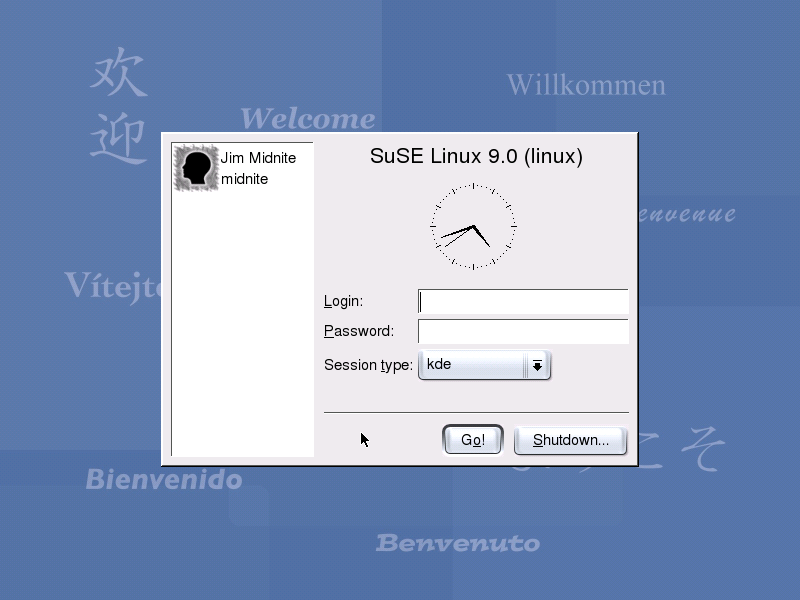 欢
迎
Willkommen
Welcome
Jim Midnite
midnite
SuSE Linux 9.0 (linux)
envenue
Vítejte
Login:
Password:
Session type:
kde
Go!
Shutdown...
こそ
Bienvenido
Benvenuto